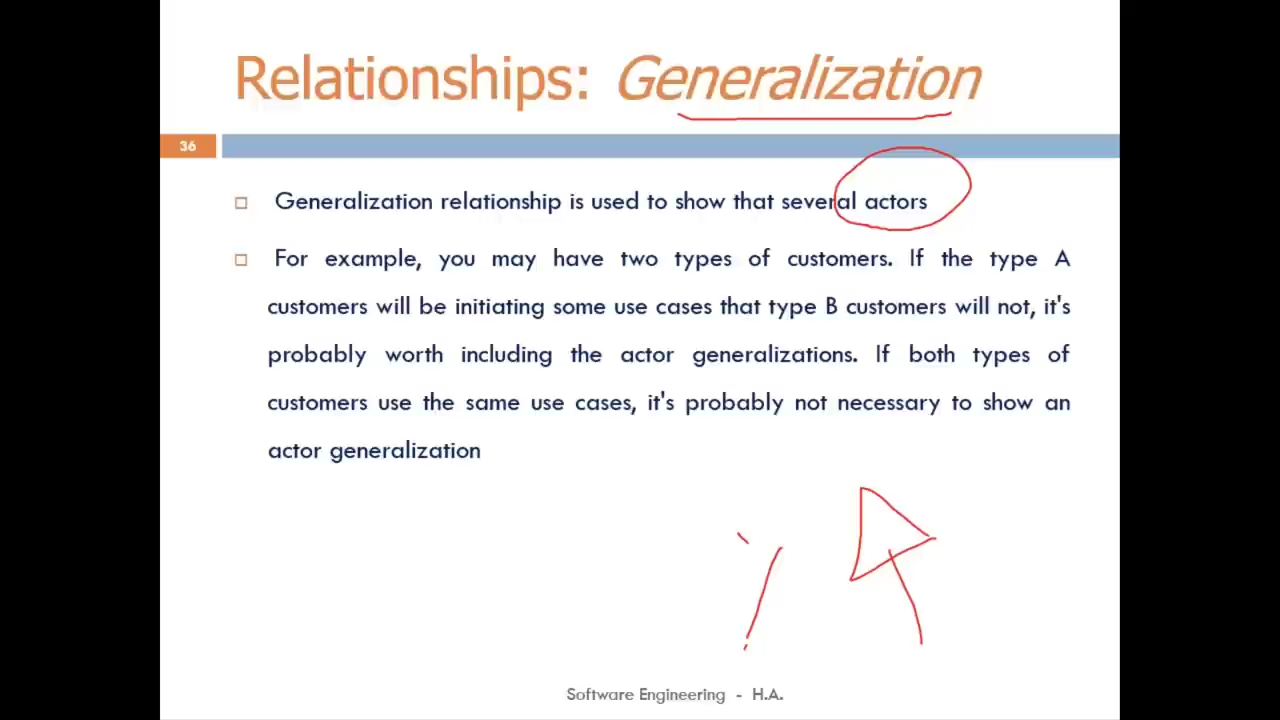 Relationships: Generalization
36
Generalization relationship is used to show that several actors
For example, you may have two types of customers. If the type A
customers will be initiating some use cases that type B customers will not, it's
probably worth including the actor generalizations. If both types of
customers use the same use cases, it's probably not necessary to show an
actor generalization
Software Engineering - H.A.